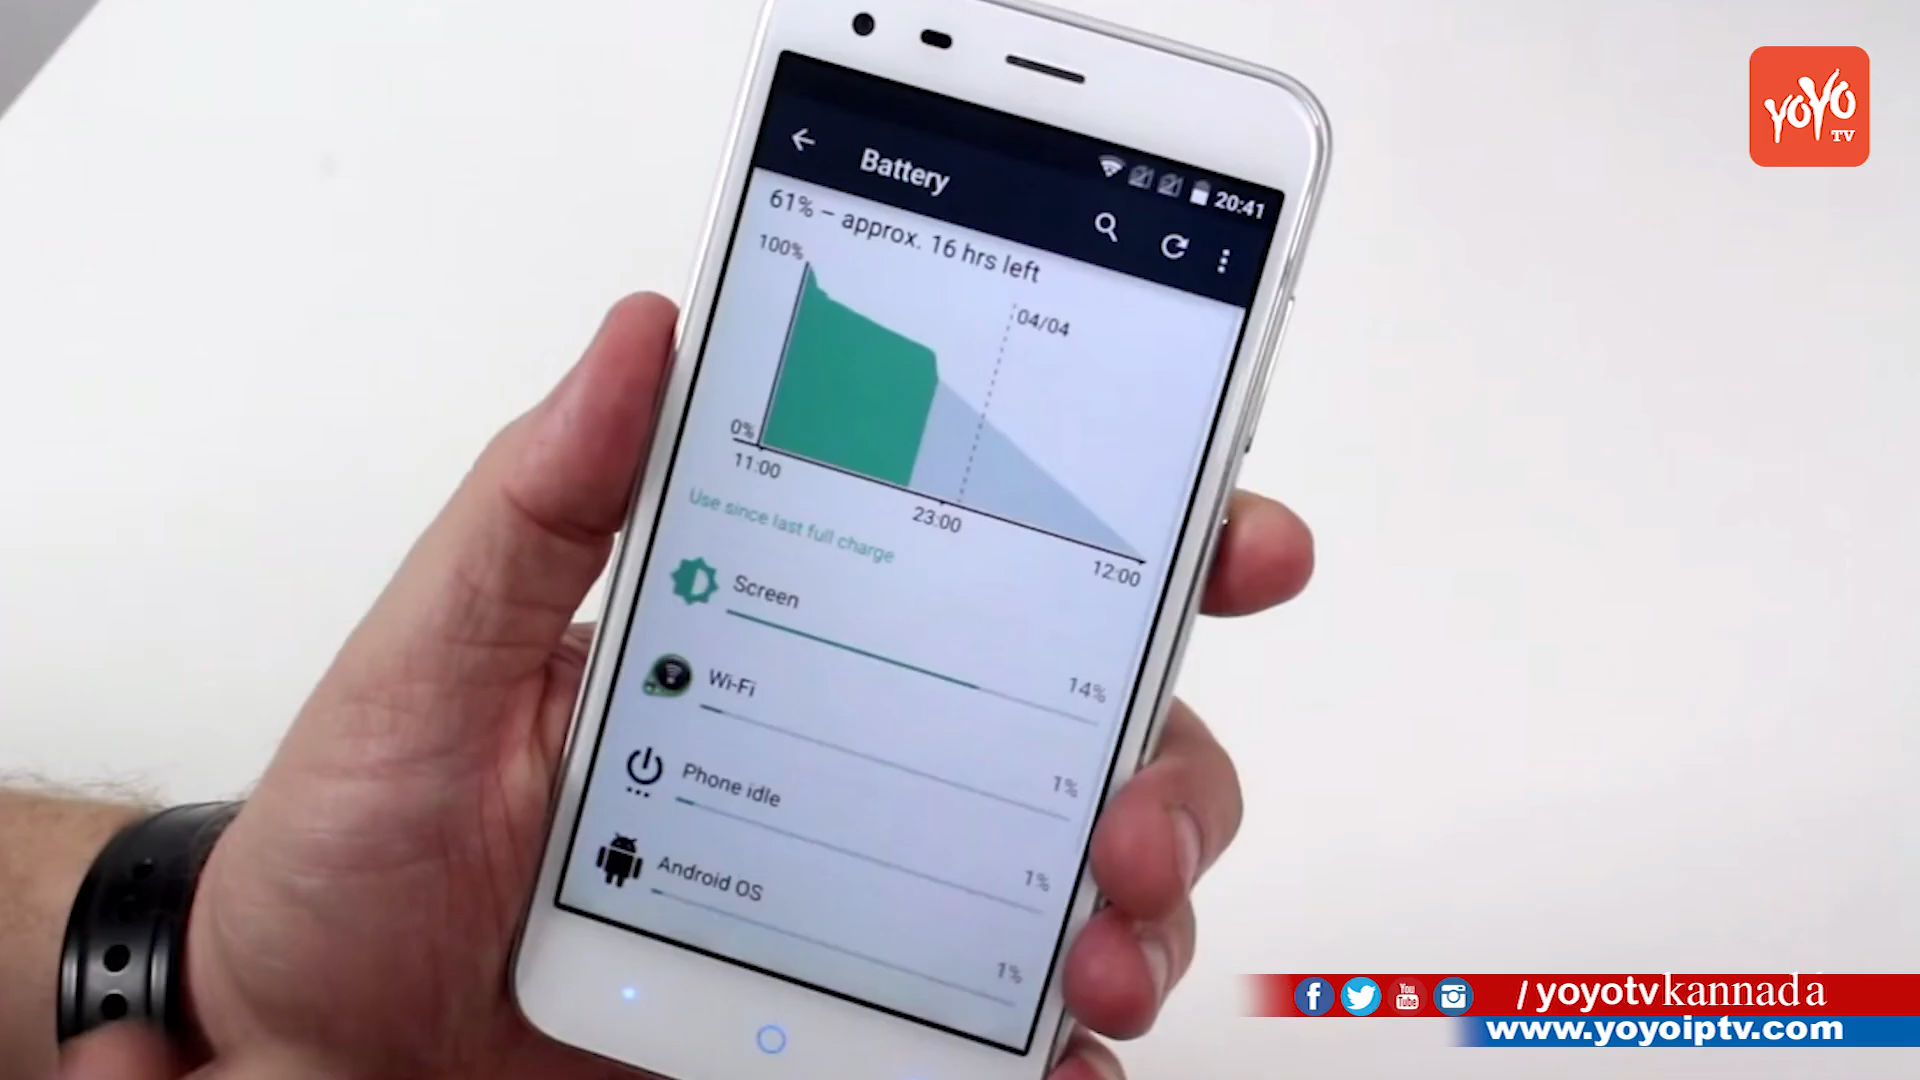 YOYO
TV
20:41
Battery
61% – approx. 16 hrs left
100%
04/04
0%
11:00
23:00
12:00
Use since last full charge
Screen
14%
Wi-Fi
1%
Phone idle
1%
Android OS
1%
You
Tube
/yoyotvkannada
www.yoyoiptv.com